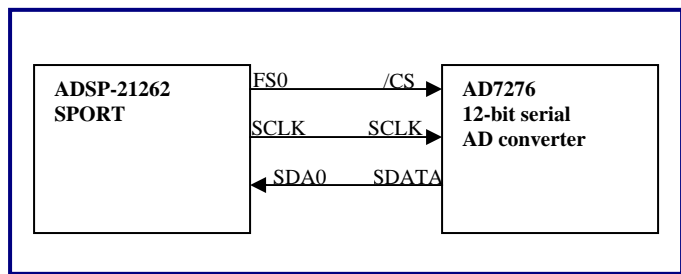 ADSP-21262
SPORT
FS0 /CS
SCLK SCLK
SDA0 SDATA
AD7276
12-bit serial
AD converter